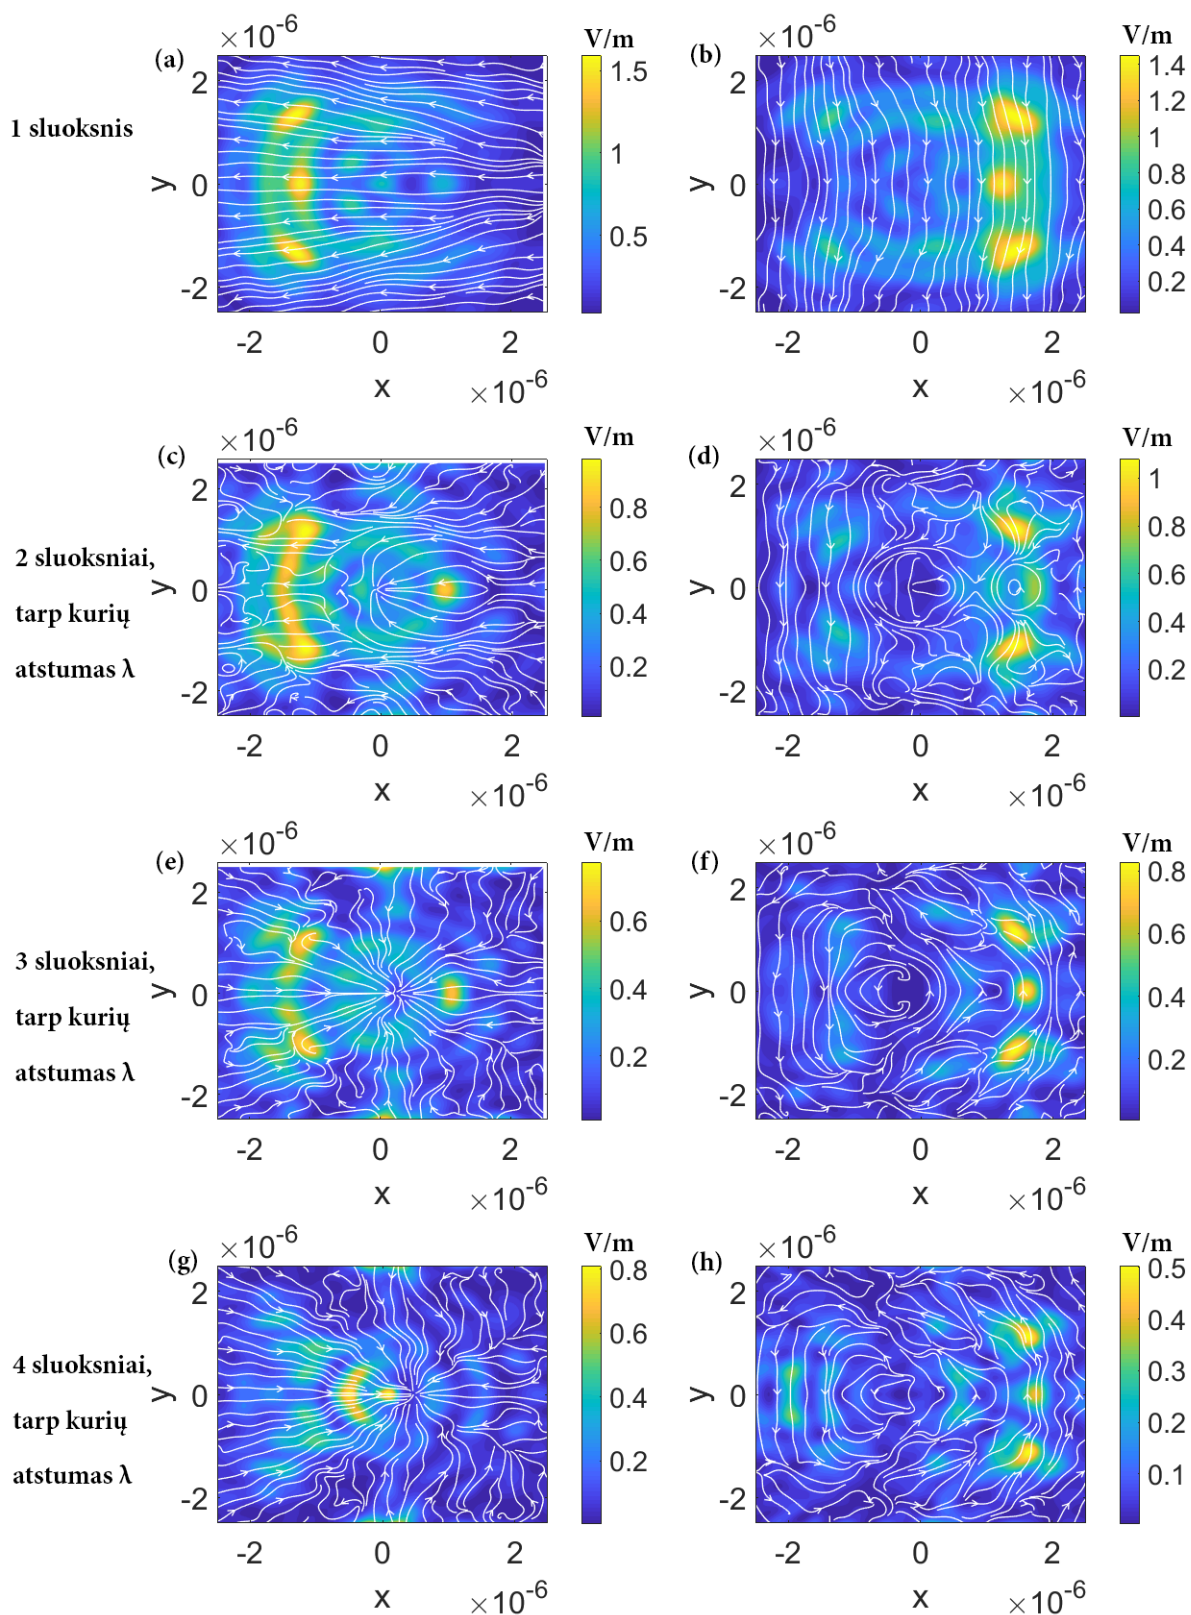 ×10⁻⁶ V/m ×10⁻⁶ V/m
(a) (b)
1 sluoksnis
2 0 -2 y 1.5 1 0.5 2 0 -2 y 1.4 1.2 1 0.8 0.6 0.4 0.2
-2 0 2 -2 0 2
x ×10⁻⁶ x ×10⁻⁶
×10⁻⁶ V/m ×10⁻⁶ V/m
(c) (d)
2 sluoksniai,
tarp kurių
atstumas λ
2 0 -2 y 0.8 0.6 0.4 0.2 2 0 -2 y 1 0.8 0.6 0.4 0.2
-2 0 2 -2 0 2
x ×10⁻⁶ x ×10⁻⁶
×10⁻⁶ V/m ×10⁻⁶ V/m
(e) (f)
3 sluoksniai,
tarp kurių
atstumas λ
2 0 -2 y 0.6 0.4 0.2 2 0 -2 y 0.8 0.6 0.4 0.2
-2 0 2 -2 0 2
x ×10⁻⁶ x ×10⁻⁶
×10⁻⁶ V/m ×10⁻⁶ V/m
(g) (h)
4 sluoksniai,
tarp kurių
atstumas λ
2 0 -2 y 0.8 0.6 0.4 0.2 2 0 -2 y 0.5 0.4 0.3 0.2 0.1
-2 0 2 -2 0 2
x ×10⁻⁶ x ×10⁻⁶